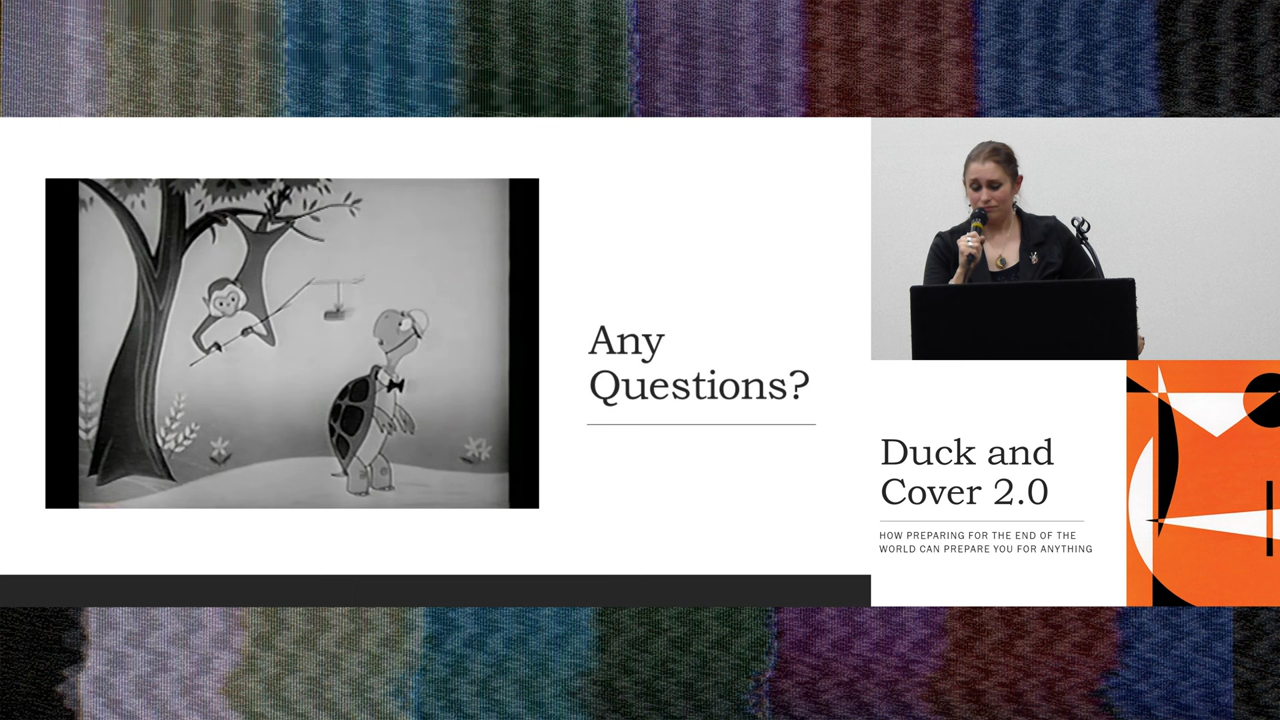 Any
Questions?
Duck and
Cover 2.0
HOW PREPARING FOR THE END OF THE
WORLD CAN PREPARE YOU FOR ANYTHING